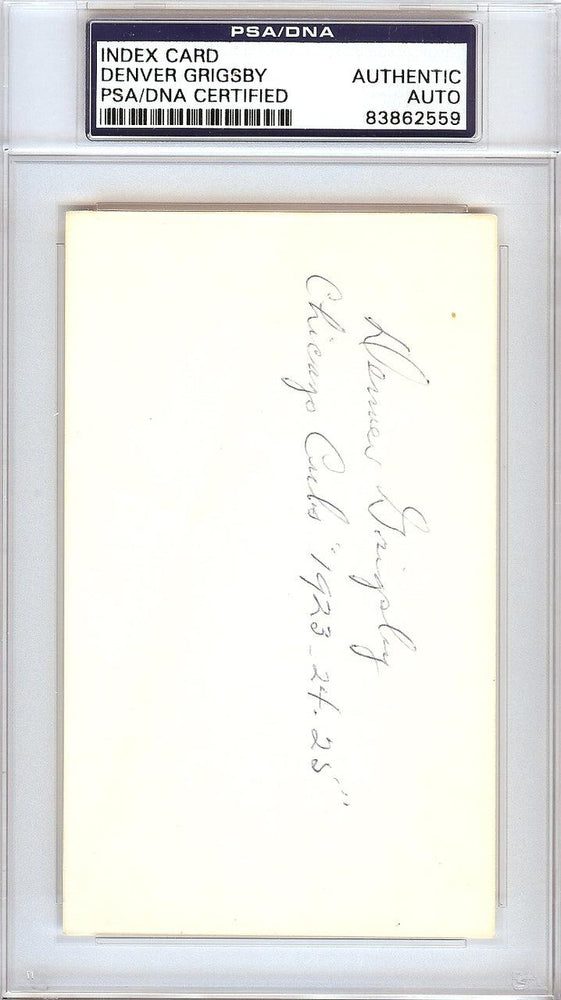 PSA/DNA
INDEX CARD
DENVER GRIGSBY
PSA/DNA CERTIFIED
AUTHENTIC
AUTO
83862559
Denver Grigsby
Chicago Cubs "1923-24-25"